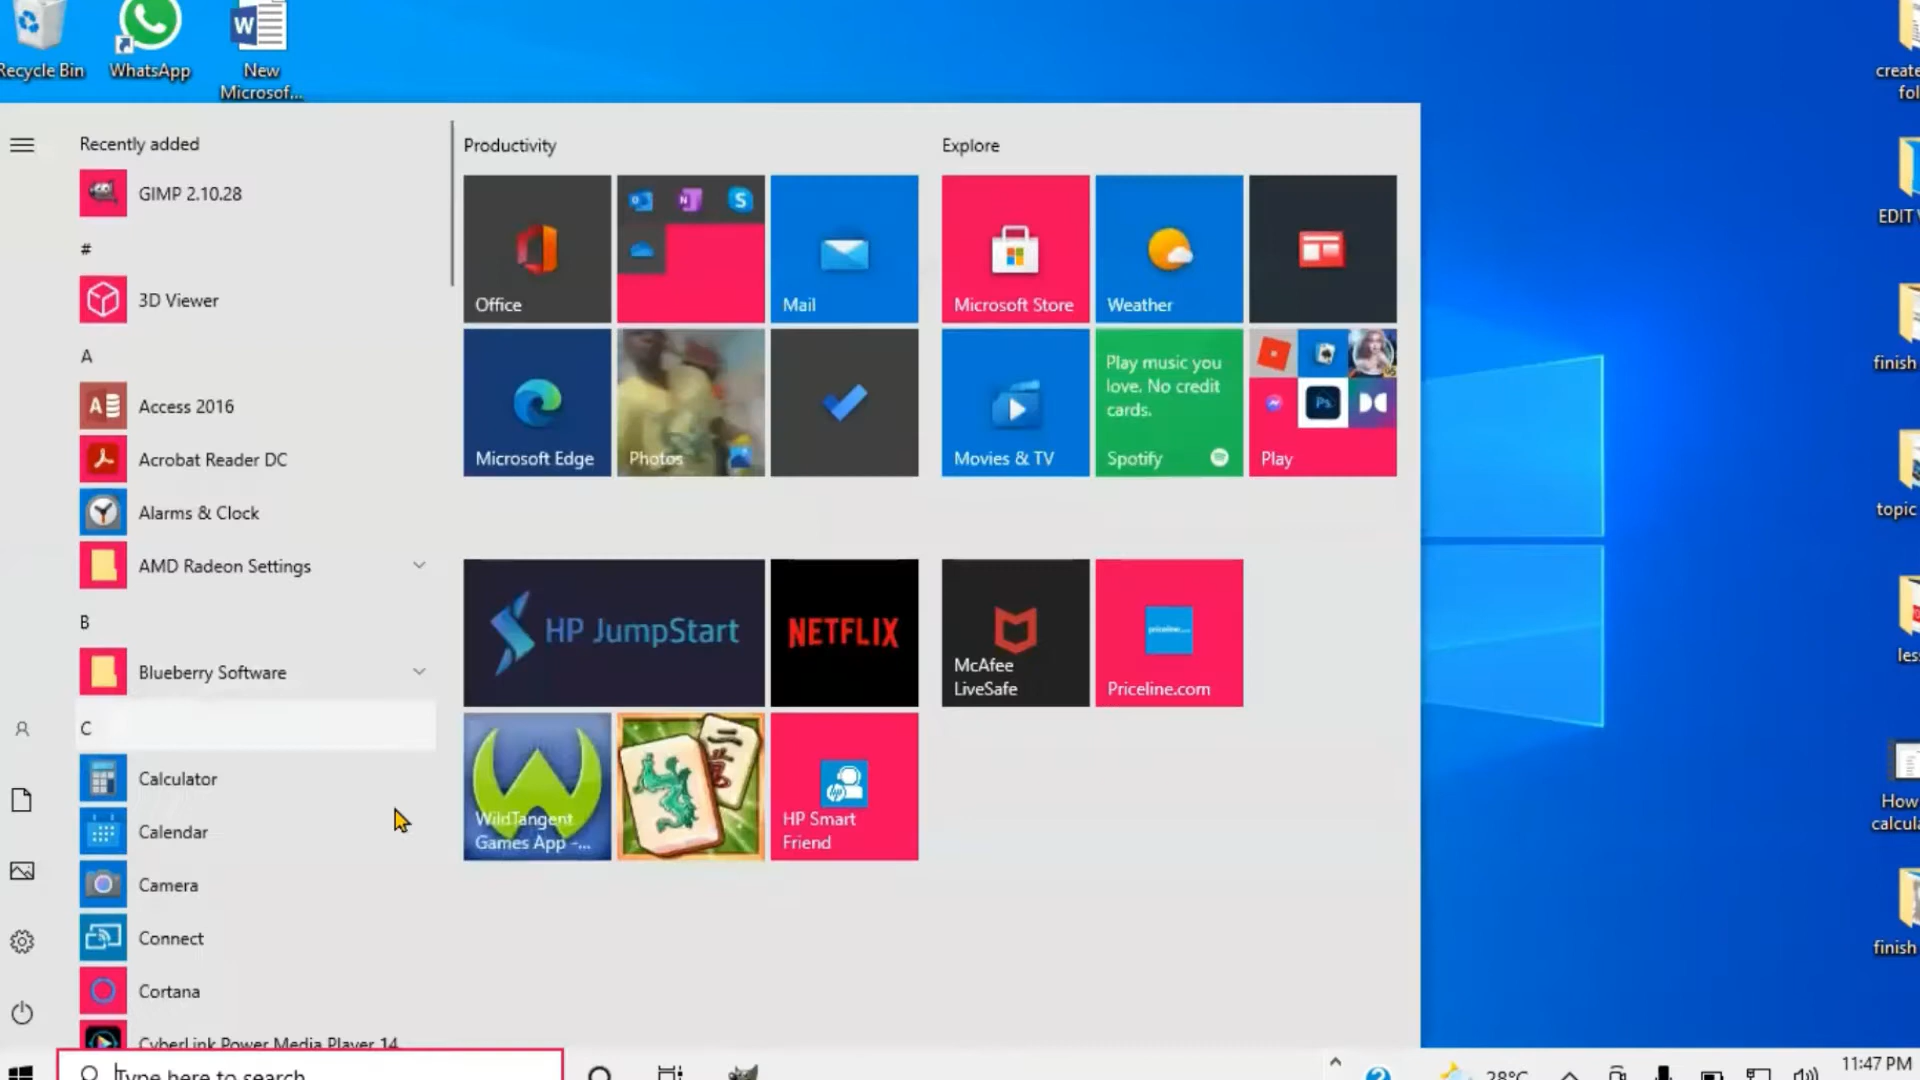 Recycle Bin
WhatsApp
New
Microsof...
create
fol
EDIT
finish
topic
les
How
calcula
finish
Recently added
GIMP 2.10.28
#
3D Viewer
A
Access 2016
Acrobat Reader DC
Alarms & Clock
AMD Radeon Settings
B
Blueberry Software
C
Calculator
Calendar
Camera
Connect
Cortana
CyberLink Power Media Player 14
Productivity
Office
Mail
Microsoft Edge
Photos
HP JumpStart
NETFLIX
WildTangent
Games App -...
HP Smart
Friend
Explore
Microsoft Store
Weather
Movies & TV
Play music you
love. No credit
cards.
Spotify
Play
McAfee
LiveSafe
priceline.com
Priceline.com
Type here to search
28°C
11:47 PM